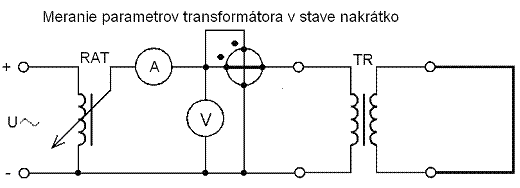 Meranie parametrov transformátora v stave nakrátko
RAT
A
TR
+
U~
V
-